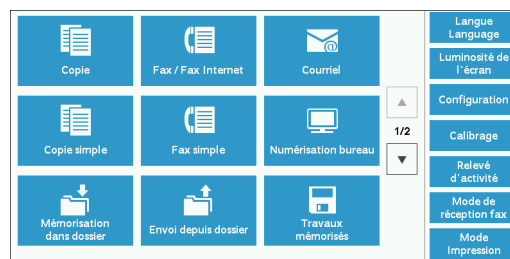 Copie
Fax / Fax Internet
Courriel
Copie simple
Fax simple
Numérisation bureau
Mémorisation
dans dossier
Envoi depuis dossier
Travaux
mémorisés
1/2
Langue
Language
Luminosité de
l'écran
Configuration
Calibrage
Relevé
d'activité
Mode de
réception fax
Mode
Impression